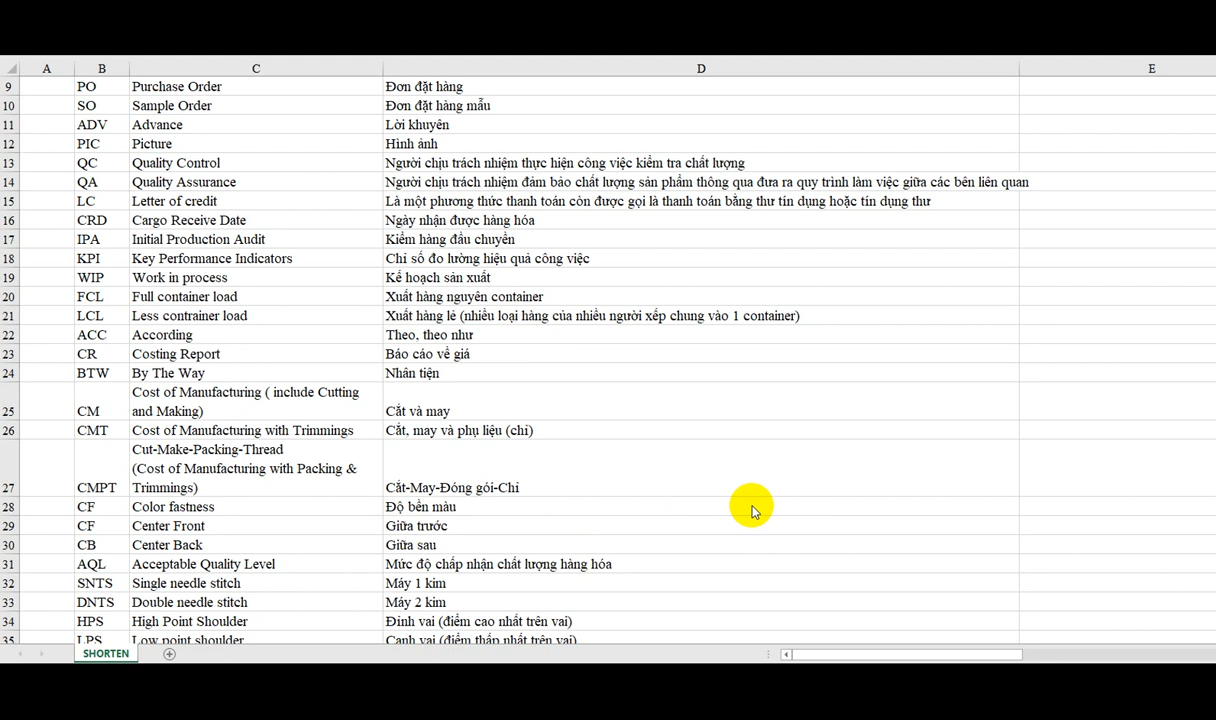 A B C D E
9 PO Purchase Order Đơn đặt hàng
10 SO Sample Order Đơn đặt hàng mẫu
11 ADV Advance Lời khuyên
12 PIC Picture Hình ảnh
13 QC Quality Control Người chịu trách nhiệm thực hiện công việc kiểm tra chất lượng
14 QA Quality Assurance Người chịu trách nhiệm đảm bảo chất lượng sản phẩm thông qua đưa ra quy trình làm việc giữa các bên liên quan
15 LC Letter of credit Là một phương thức thanh toán còn được gọi là thanh toán bằng thư tín dụng hoặc tín dụng thư
16 CRD Cargo Receive Date Ngày nhận được hàng hóa
17 IPA Initial Production Audit Kiểm hàng đầu chuyền
18 KPI Key Performance Indicators Chỉ số đo lường hiệu quả công việc
19 WIP Work in process Kế hoạch sản xuất
20 FCL Full container load Xuất hàng nguyên container
21 LCL Less contrainer load Xuất hàng lẻ (nhiều loại hàng của nhiều người xếp chung vào 1 container)
22 ACC According Theo, theo như
23 CR Costing Report Báo cáo về giá
24 BTW By The Way Nhân tiện
Cost of Manufacturing ( include Cutting
25 CM and Making) Cắt và may
26 CMT Cost of Manufacturing with Trimmings Cắt, may và phụ liệu (chỉ)
Cut-Make-Packing-Thread
(Cost of Manufacturing with Packing &
27 CMPT Trimmings) Cắt-May-Đóng gói-Chỉ
28 CF Color fastness Độ bền màu
29 CF Center Front Giữa trước
30 CB Center Back Giữa sau
31 AQL Acceptable Quality Level Mức độ chấp nhận chất lượng hàng hóa
32 SNTS Single needle stitch Máy 1 kim
33 DNTS Double needle stitch Máy 2 kim
34 HPS High Point Shoulder Đỉnh vai (điểm cao nhất trên vai)
35 LPS Low point shoulder Cạnh vai (điểm thấp nhất trên vai)
SHORTEN